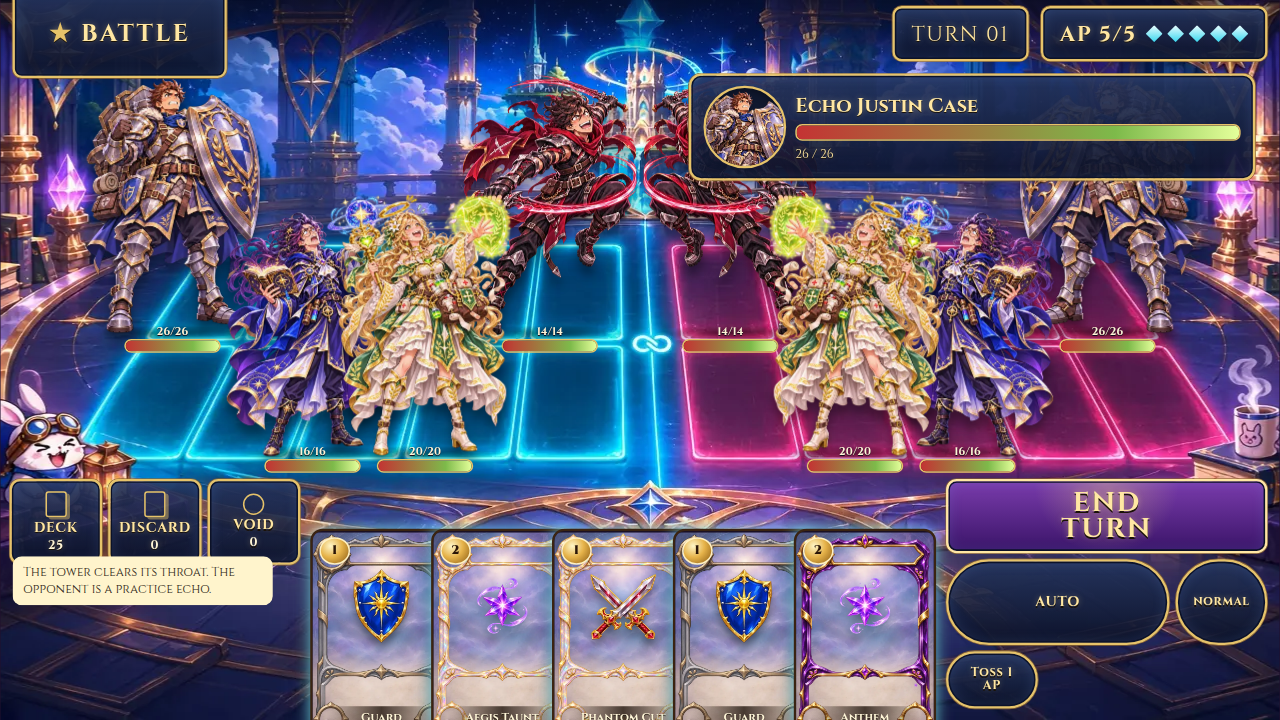 ★ BATTLE
TURN 01
AP 5/5
Echo Justin Case
26 / 26
26/26
14/14
14/14
26/26
16/16
20/20
20/20
16/16
DECK
25
DISCARD
0
VOID
0
THE TOWER CLEARS ITS THROAT. THE
OPPONENT IS A PRACTICE ECHO.
1
GUARD
2
AEGIS TAUNT
1
PHANTOM CUT
1
GUARD
2
ANTHEM
END
TURN
AUTO
NORMAL
TOSS 1
AP